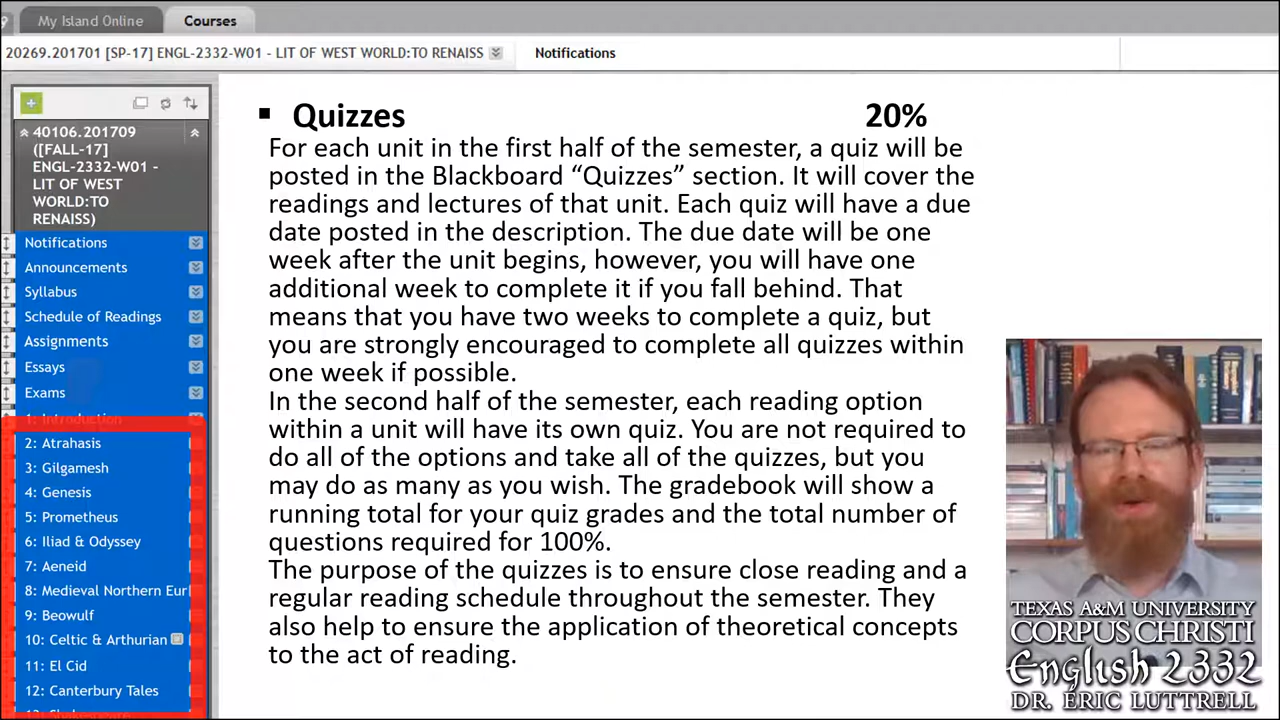 My Island Online
Courses
20269.201701 [SP-17] ENGL-2332-W01 - LIT OF WEST WORLD:TO RENAISS
Notifications
40106.201709
([FALL-17]
ENGL-2332-W01 -
LIT OF WEST
WORLD:TO
RENAISS)
Notifications
Announcements
Syllabus
Schedule of Readings
Assignments
Essays
Exams
1: Introduction
2: Atrahasis
3: Gilgamesh
4: Genesis
5: Prometheus
6: Iliad & Odyssey
7: Aeneid
8: Medieval Northern Eur
9: Beowulf
10: Celtic & Arthurian
11: El Cid
12: Canterbury Tales
▪ Quizzes 20%
For each unit in the first half of the semester, a quiz will be
posted in the Blackboard “Quizzes” section. It will cover the
readings and lectures of that unit. Each quiz will have a due
date posted in the description. The due date will be one
week after the unit begins, however, you will have one
additional week to complete it if you fall behind. That
means that you have two weeks to complete a quiz, but
you are strongly encouraged to complete all quizzes within
one week if possible.
In the second half of the semester, each reading option
within a unit will have its own quiz. You are not required to
do all of the options and take all of the quizzes, but you
may do as many as you wish. The gradebook will show a
running total for your quiz grades and the total number of
questions required for 100%.
The purpose of the quizzes is to ensure close reading and a
regular reading schedule throughout the semester. They
also help to ensure the application of theoretical concepts
to the act of reading.
TEXAS A&M UNIVERSITY
CORPUS CHRISTI
English 2332
DR. ERIC LUTTRELL